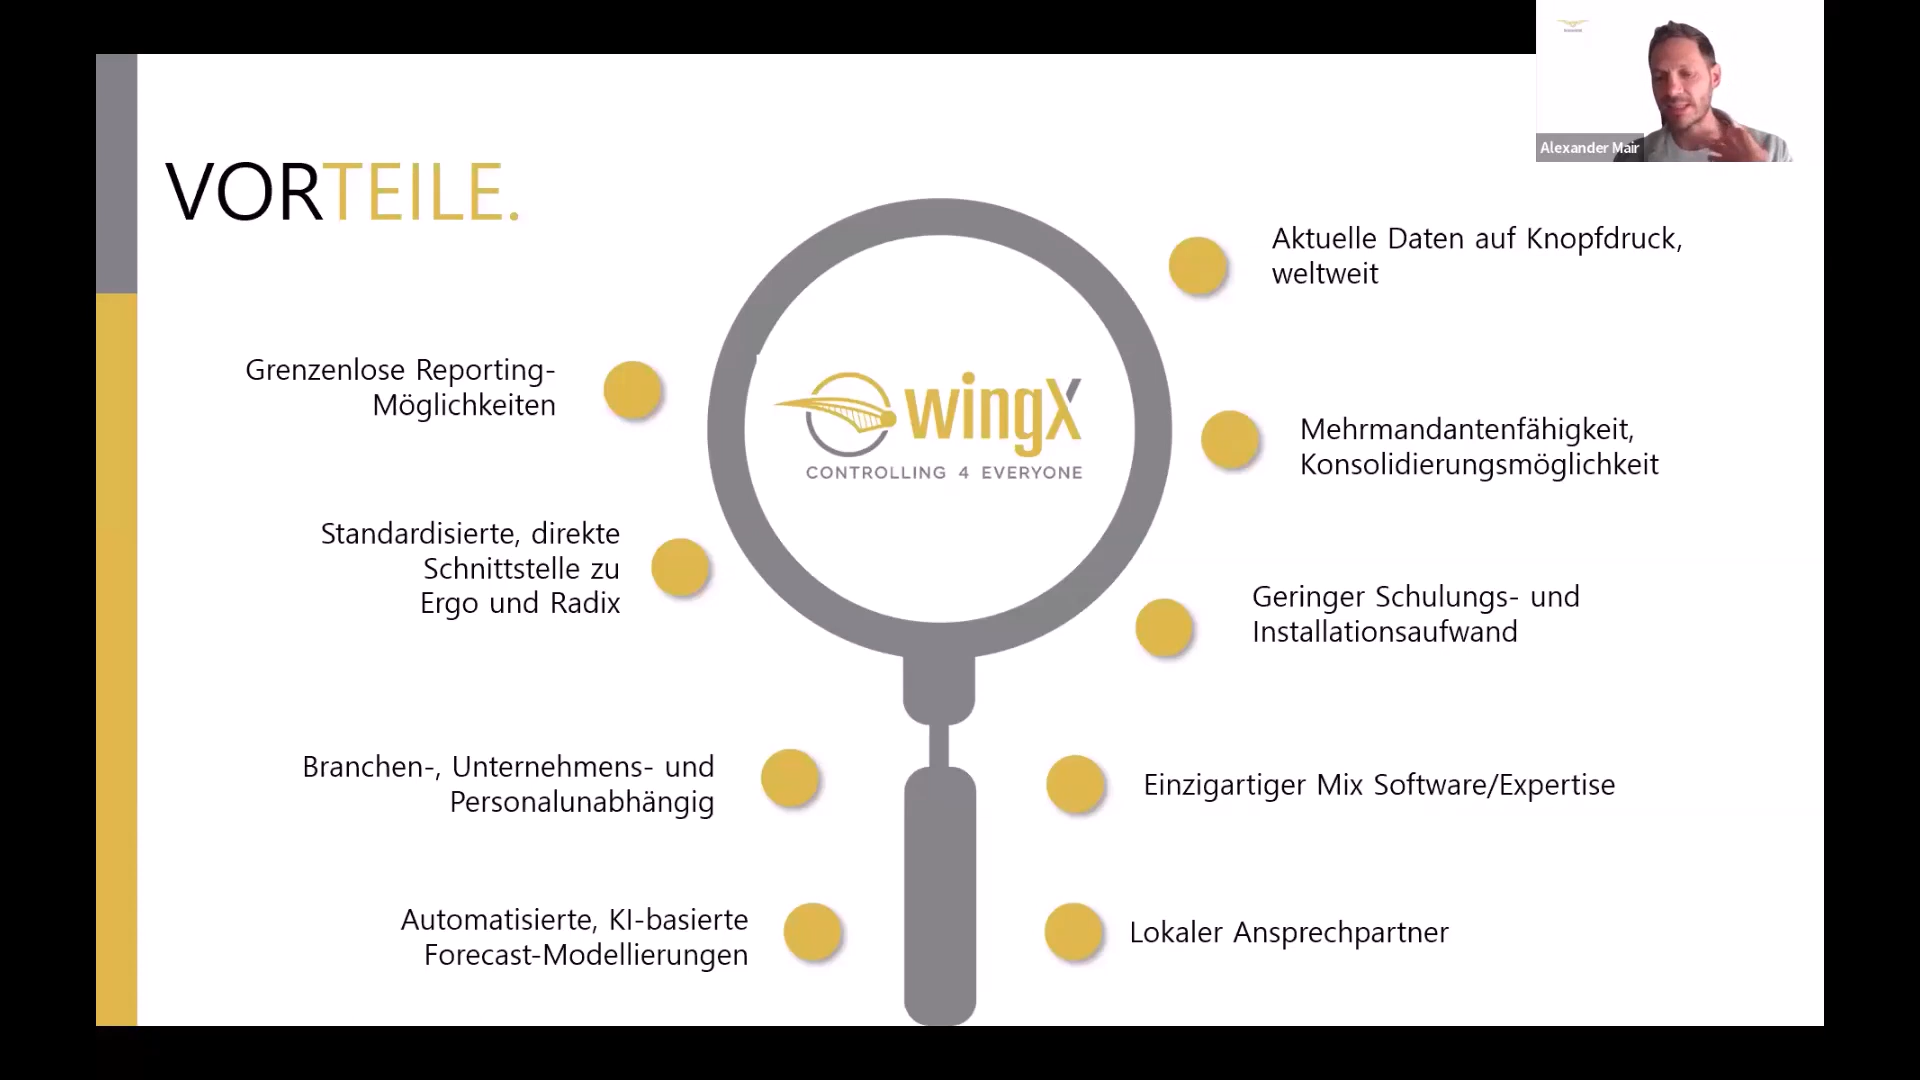 Alexander Mair
VORTEILE.
Grenzenlose Reporting-
Möglichkeiten
Standardisierte, direkte
Schnittstelle zu
Ergo und Radix
Branchen-, Unternehmens- und
Personalunabhängig
Automatisierte, KI-basierte
Forecast-Modellierungen
wingX
CONTROLLING 4 EVERYONE
Aktuelle Daten auf Knopfdruck,
weltweit
Mehrmandantenfähigkeit,
Konsolidierungsmöglichkeit
Geringer Schulungs- und
Installationsaufwand
Einzigartiger Mix Software/Expertise
Lokaler Ansprechpartner